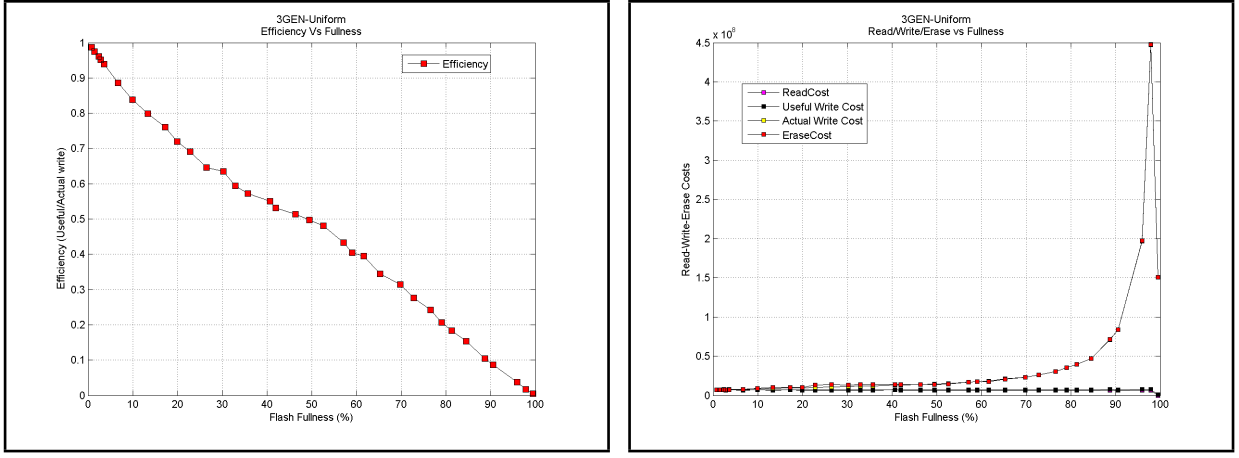 3GEN-Uniform
Efficiency Vs Fullness
Efficiency
Efficiency (Useful/Actual write)
1
0.9
0.8
0.7
0.6
0.5
0.4
0.3
0.2
0.1
0
0 10 20 30 40 50 60 70 80 90 100
Flash Fullness (%)
3GEN-Uniform
Read/Write/Erase vs Fullness
x 10^8
ReadCost
Useful Write Cost
Actual Write Cost
EraseCost
Read-Write-Erase Costs
4.5
4
3.5
3
2.5
2
1.5
1
0.5
0
0 10 20 30 40 50 60 70 80 90 100
Flash Fullness (%)